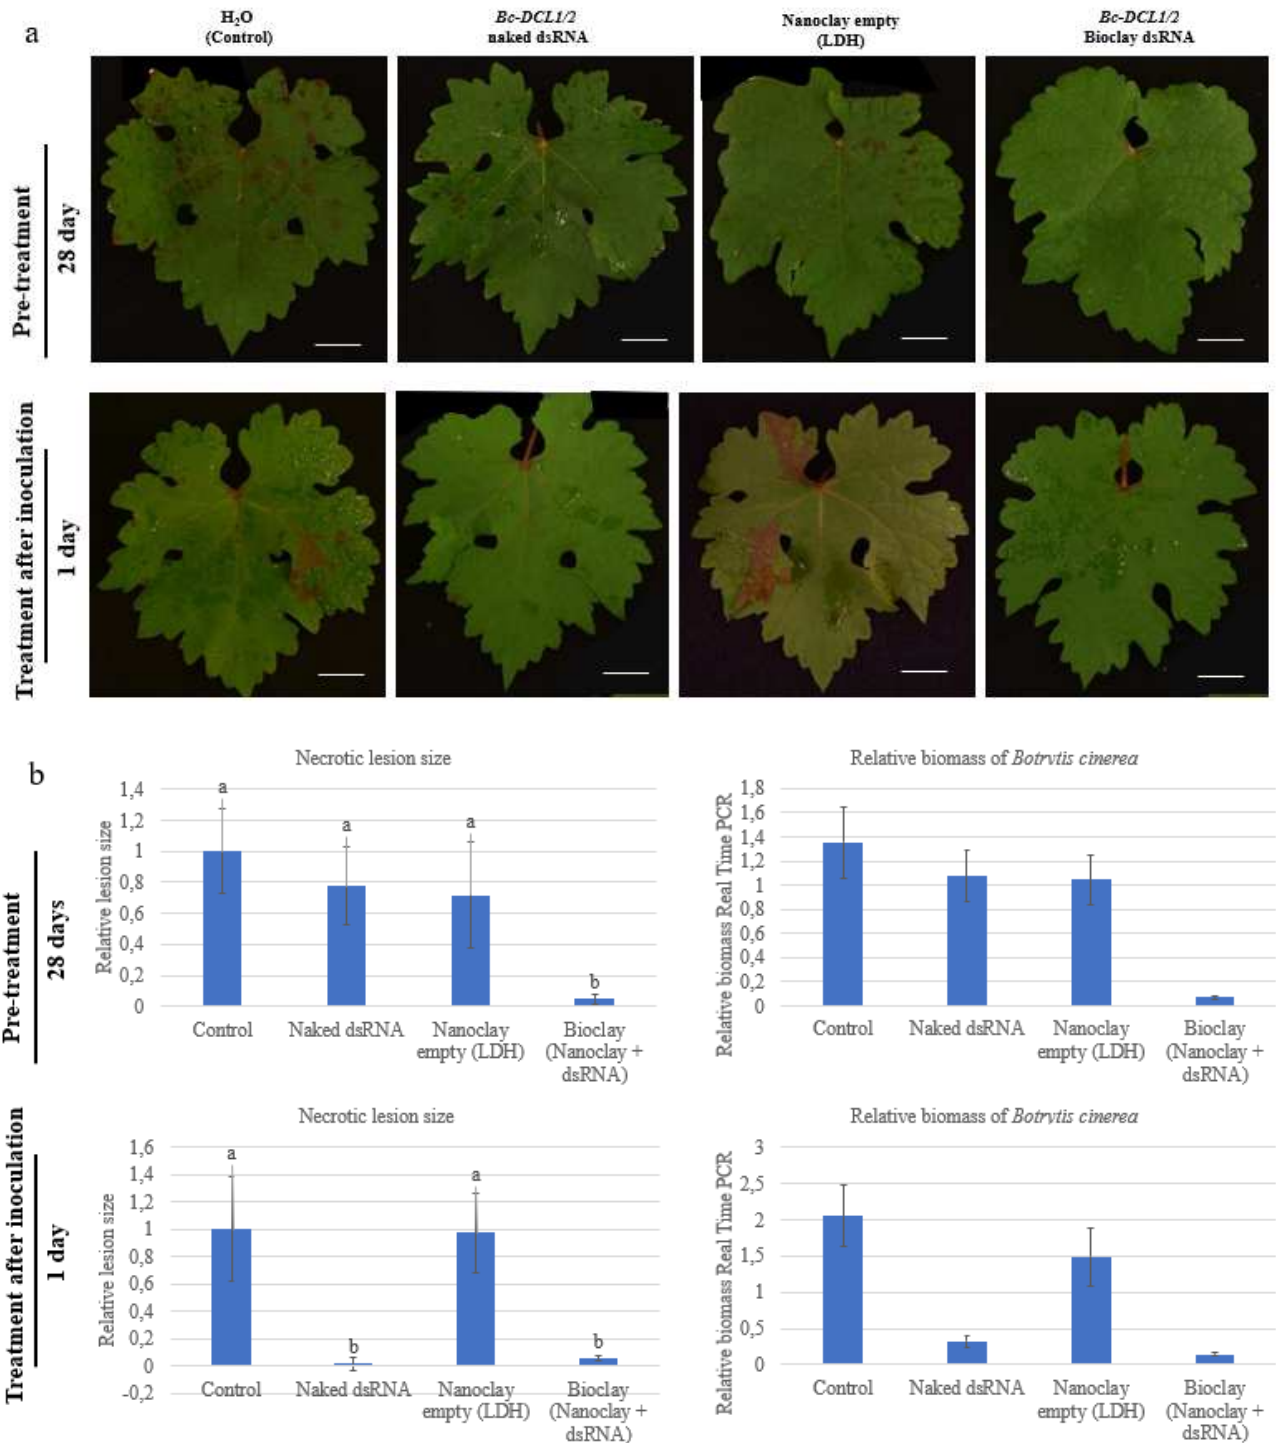 a
H₂O
(Control)
Bc-DCL1/2
naked dsRNA
Nanoclay empty
(LDH)
Bc-DCL1/2
Bioclay dsRNA
Pre-treatment
28 day
Treatment after inoculation
1 day
b
Pre-treatment
28 days
Necrotic lesion size
Relative lesion size
1,4
1,2
1
0,8
0,6
0,4
0,2
0
a
a
a
b
Control
Naked dsRNA
Nanoclay
empty (LDH)
Bioclay
(Nanoclay +
dsRNA)
Relative biomass of Botrytis cinerea
Relative biomass Real Time PCR
1,8
1,6
1,4
1,2
1
0,8
0,6
0,4
0,2
0
Control
Naked dsRNA
Nanoclay
empty (LDH)
Bioclay
(Nanoclay +
dsRNA)
Treatment after inoculation
1 day
Necrotic lesion size
Relative lesion size
1,6
1,4
1,2
1
0,8
0,6
0,4
0,2
0
-0,2
a
b
a
b
Control
Naked dsRNA
Nanoclay
empty (LDH)
Bioclay
(Nanoclay +
dsRNA)
Relative biomass of Botrytis cinerea
Relative biomass Real Time PCR
3
2,5
2
1,5
1
0,5
0
Control
Naked dsRNA
Nanoclay
empty (LDH)
Bioclay
(Nanoclay +
dsRNA)